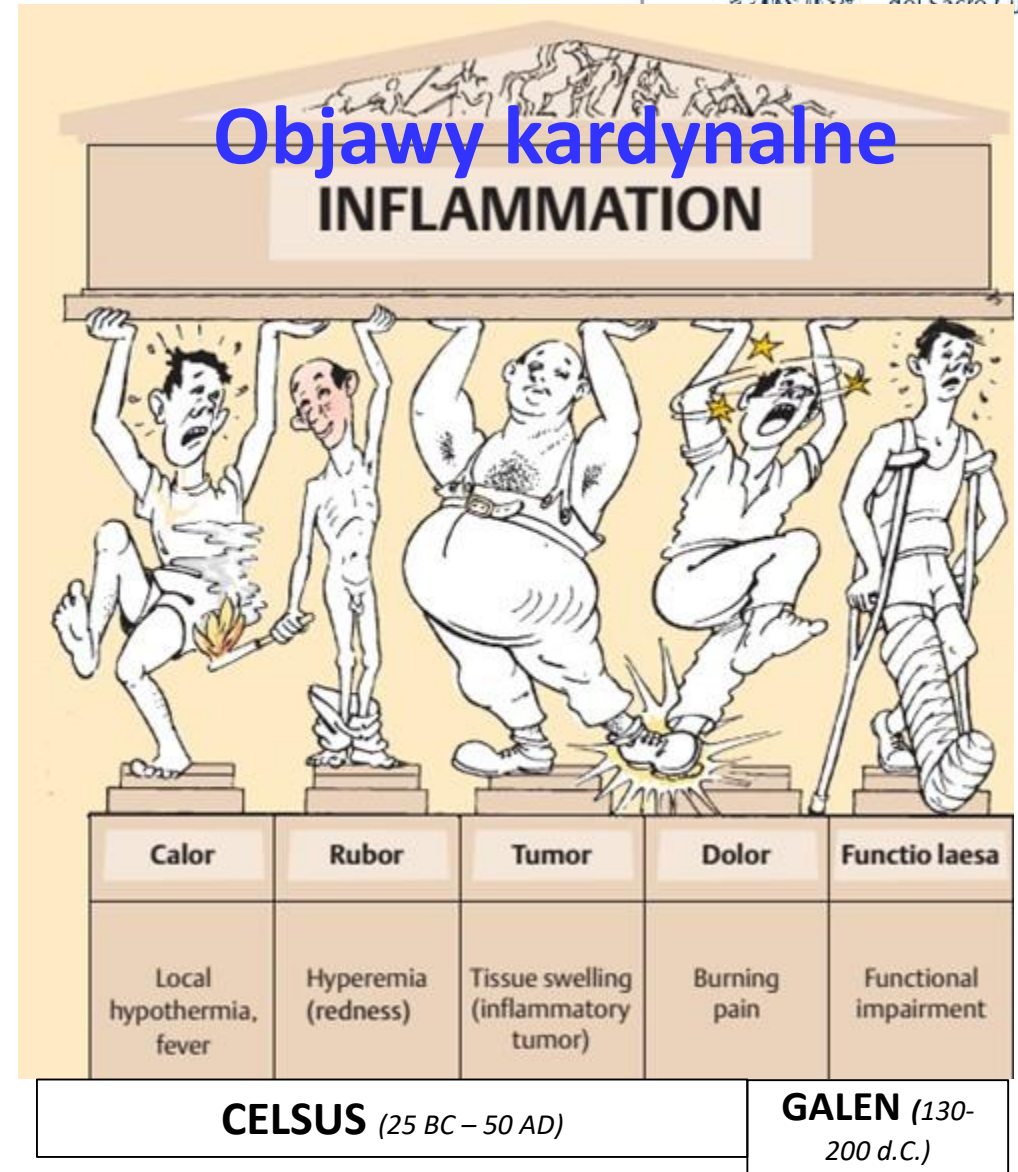 Objawy kardynalne
INFLAMMATION
Calor
Rubor
Tumor
Dolor
Functio laesa
Local
hypothermia,
fever
Hyperemia
(redness)
Tissue swelling
(inflammatory
tumor)
Burning
pain
Functional
impairment
CELSUS (25 BC – 50 AD)
GALEN (130-
200 d.C.)